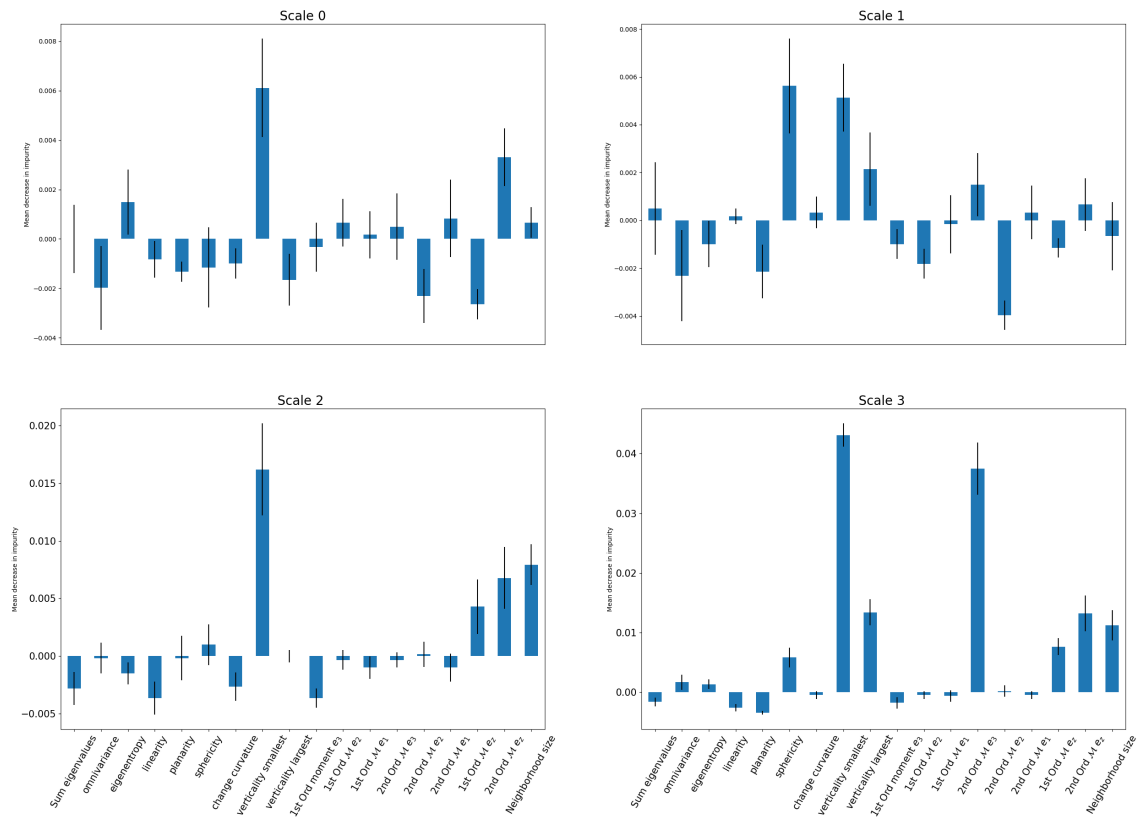 Scale 0
Mean decrease in impurity
0.008
0.006
0.004
0.002
0.000
−0.002
−0.004
Scale 1
Mean decrease in impurity
0.008
0.006
0.004
0.002
0.000
−0.002
−0.004
Scale 2
Mean decrease in impurity
0.020
0.015
0.010
0.005
0.000
−0.005
Sum eigenvalues
omnivariance
eigenentropy
linearity
planarity
sphericity
change curvature
verticality smallest
verticality largest
1st Ord moment e₃
1st Ord ℳ e₂
1st Ord ℳ e₁
2nd Ord ℳ e₃
2nd Ord ℳ e₂
2nd Ord ℳ e₁
1st Ord ℳ e_z
2nd Ord ℳ e_z
Neighborhood size
Scale 3
Mean decrease in impurity
0.04
0.03
0.02
0.01
0.00
Sum eigenvalues
omnivariance
eigenentropy
linearity
planarity
sphericity
change curvature
verticality smallest
verticality largest
1st Ord moment e₃
1st Ord ℳ e₂
1st Ord ℳ e₁
2nd Ord ℳ e₃
2nd Ord ℳ e₂
2nd Ord ℳ e₁
1st Ord ℳ e_z
2nd Ord ℳ e_z
Neighborhood size